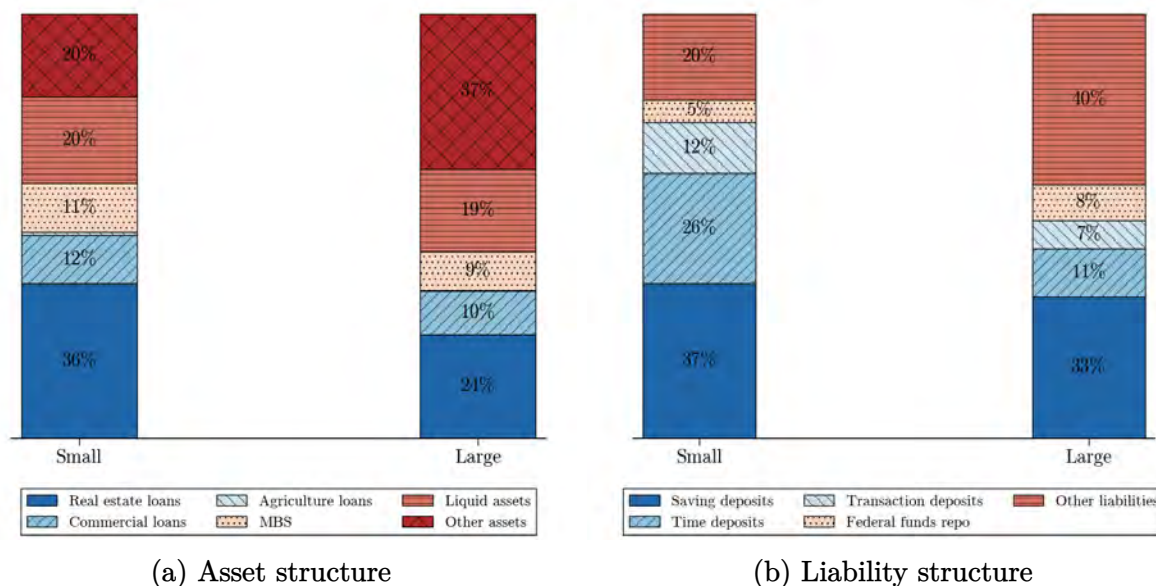 20%
37%
20%
19%
11%
9%
12%
10%
36%
24%
Small Large
Real estate loans Agriculture loans Liquid assets
Commercial loans MBS Other assets
(a) Asset structure
20%
40%
5%
12%
8%
7%
26%
11%
37%
33%
Small Large
Saving deposits Transaction deposits Other liabilities
Time deposits Federal funds repo
(b) Liability structure